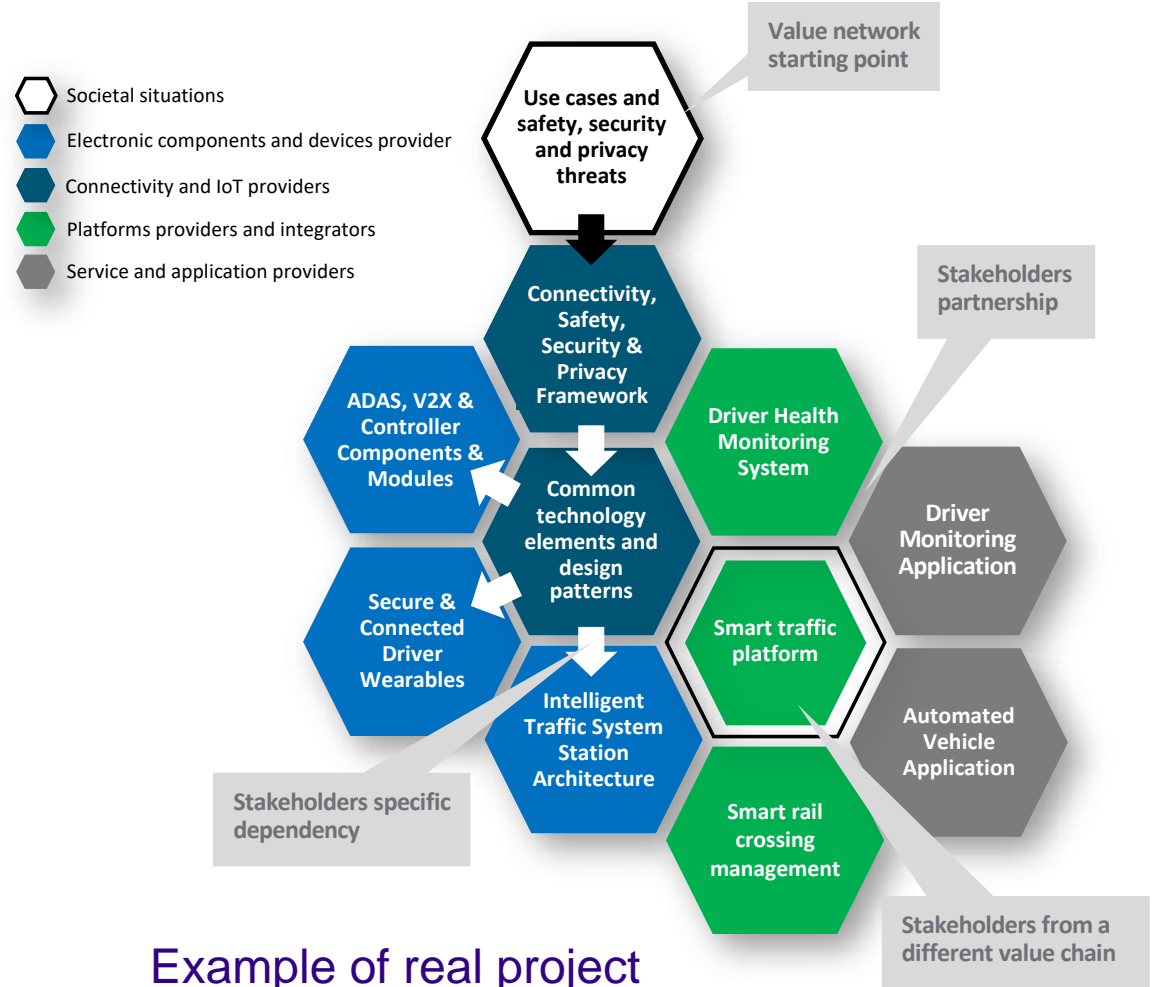 Value network
starting point
Societal situations
Electronic components and devices provider
Connectivity and IoT providers
Platforms providers and integrators
Service and application providers
Use cases and
safety, security
and privacy
threats
Stakeholders
partnership
Connectivity,
Safety,
Security &
Privacy
Framework
ADAS, V2X &
Controller
Components &
Modules
Driver Health
Monitoring
System
Common
technology
elements and
design
patterns
Driver
Monitoring
Application
Secure &
Connected
Driver
Wearables
Smart traffic
platform
Intelligent
Traffic System
Station
Architecture
Automated
Vehicle
Application
Stakeholders specific
dependency
Smart rail
crossing
management
Stakeholders from a
different value chain
Example of real project